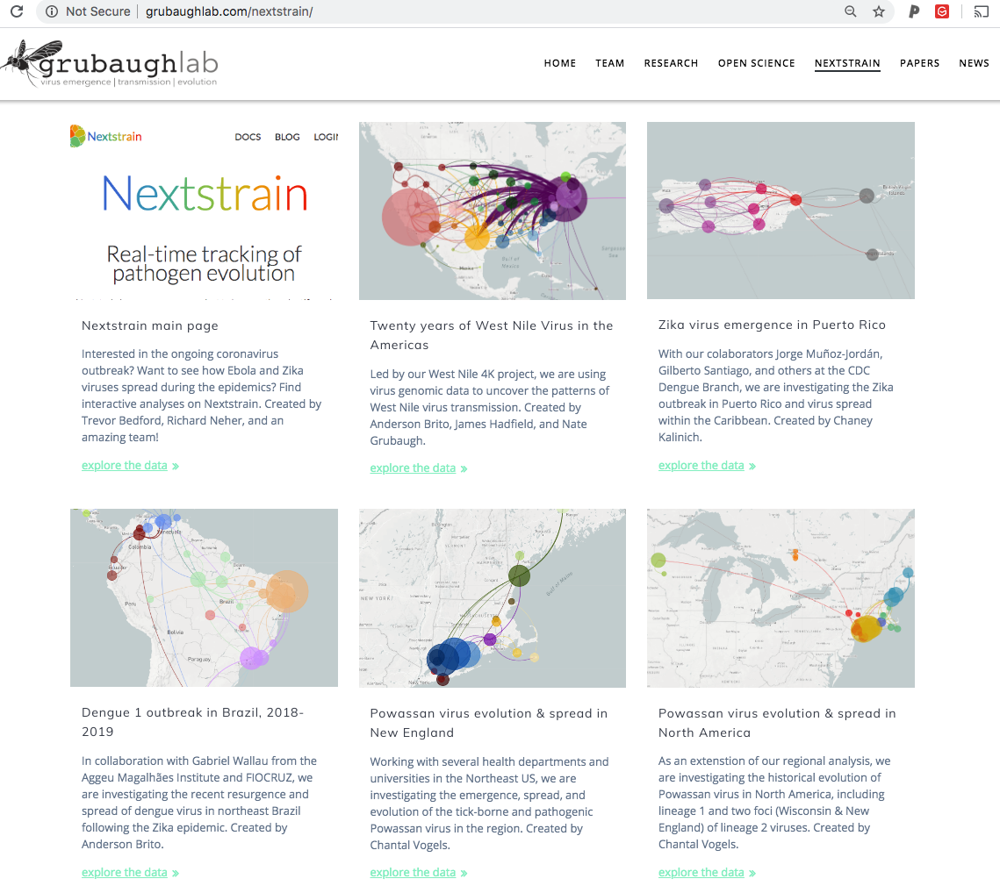 Not Secure | grubaughlab.com/nextstrain/
grubaughlab
virus emergence | transmission | evolution
HOME TEAM RESEARCH OPEN SCIENCE NEXTSTRAIN PAPERS NEWS
Nextstrain DOCS BLOG LOGIN
Nextstrain
Real-time tracking of
pathogen evolution
Gulf of
Mexico
Sargasso
Sea
Nextstrain main page
Interested in the ongoing coronavirus
outbreak? Want to see how Ebola and Zika
viruses spread during the epidemics? Find
interactive analyses on Nextstrain. Created by
Trevor Bedford, Richard Neher, and an
amazing team!
explore the data »
Twenty years of West Nile Virus in the
Americas
Led by our West Nile 4K project, we are using
virus genomic data to uncover the patterns of
West Nile virus transmission. Created by
Anderson Brito, James Hadfield, and Nate
Grubaugh.
explore the data »
Zika virus emergence in Puerto Rico
With our colaborators Jorge Muñoz-Jordán,
Gilberto Santiago, and others at the CDC
Dengue Branch, we are investigating the Zika
outbreak in Puerto Rico and virus spread
within the Caribbean. Created by Chaney
Kalinich.
explore the data »
Venezuela
Colombia
Ecuador
Peru
Brazil
Bolivia
Paraguay
Gulf of Maine
NEW YORK
New York
Dengue 1 outbreak in Brazil, 2018-
2019
In collaboration with Gabriel Wallau from the
Aggeu Magalhães Institute and FIOCRUZ, we
are investigating the recent resurgence and
spread of dengue virus in northeast Brazil
following the Zika epidemic. Created by
Anderson Brito.
explore the data »
Powassan virus evolution & spread in
New England
Working with several health departments and
universities in the Northeast US, we are
investigating the emergence, spread, and
evolution of the tick-borne and pathogenic
Powassan virus in the region. Created by
Chantal Vogels.
explore the data »
Powassan virus evolution & spread in
North America
As an extenstion of our regional analysis, we
are investigating the historical evolution of
Powassan virus in North America, including
lineage 1 and two foci (Wisconsin & New
England) of lineage 2 viruses. Created by
Chantal Vogels.
explore the data »